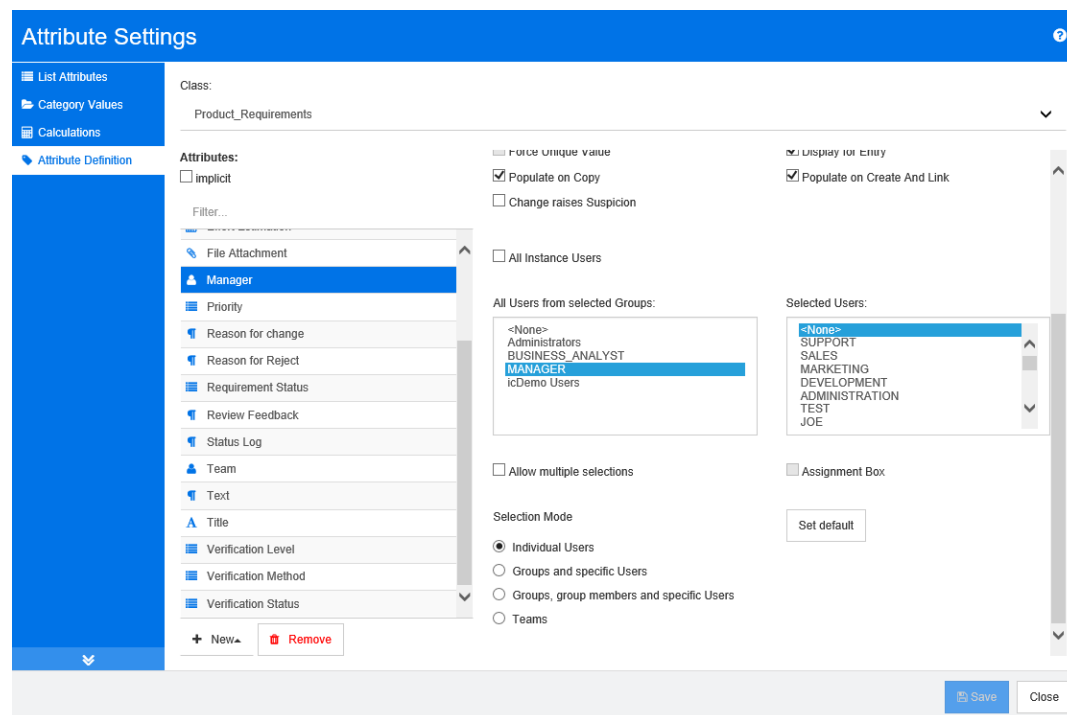 Attribute Settings
List Attributes
Category Values
Calculations
Attribute Definition
Class:
Product_Requirements
Attributes:
implicit
Filter...
Effort Estimation
File Attachment
Manager
Priority
Reason for change
Reason for Reject
Requirement Status
Review Feedback
Status Log
Team
Text
Title
Verification Level
Verification Method
Verification Status
New
Remove
Force Unique Value
Display for Entry
Populate on Copy
Populate on Create And Link
Change raises Suspicion
All Instance Users
All Users from selected Groups:
<None>
Administrators
BUSINESS_ANALYST
MANAGER
icDemo Users
Selected Users:
<None>
SUPPORT
SALES
MARKETING
DEVELOPMENT
ADMINISTRATION
TEST
JOE
Allow multiple selections
Assignment Box
Selection Mode
Set default
Individual Users
Groups and specific Users
Groups, group members and specific Users
Teams
Save
Close